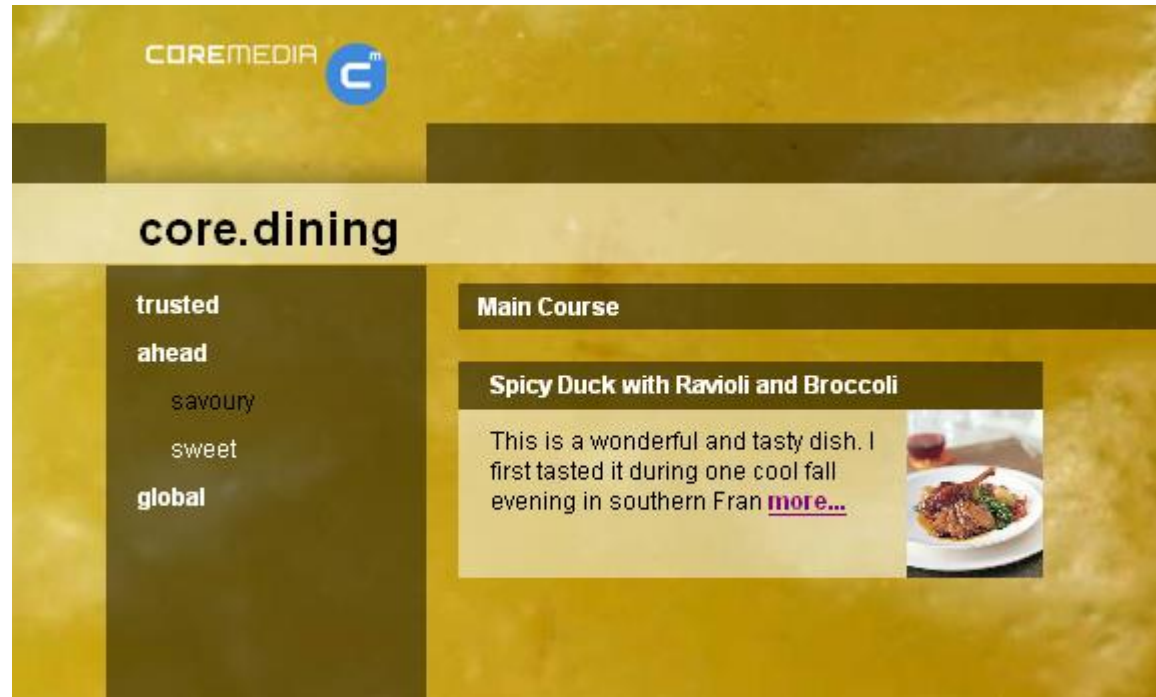 COREMEDIA
cm
core.dining
trusted
ahead
savoury
sweet
global
Main Course
Spicy Duck with Ravioli and Broccoli
This is a wonderful and tasty dish. I
first tasted it during one cool fall
evening in southern Fran more...